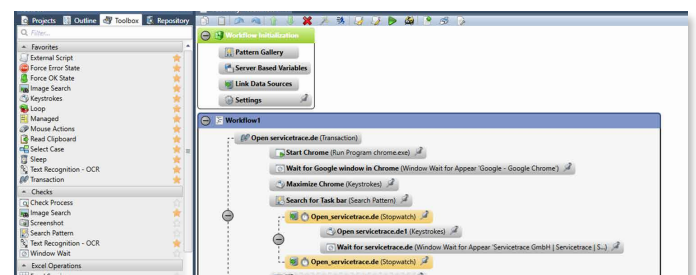 Projects Outline Toolbox Repository
Filter...
Favorites
External Script
Force Error State
Force OK State
Image Search
Keystrokes
Loop
Managed
Mouse Actions
Read Clipboard
Select Case
Sleep
Text Recognition - OCR
Transaction
Checks
Check Process
Image Search
Screenshot
Search Pattern
Text Recognition - OCR
Window Wait
Excel Operations
Workflow Initialization
Pattern Gallery
Server Based Variables
Link Data Sources
Settings
Workflow1
Open servicetrace.de (Transaction)
Start Chrome (Run Program chrome.exe)
Wait for Google window in Chrome (Window Wait for Appear 'Google - Google Chrome')
Maximize Chrome (Keystrokes)
Search for Task bar (Search Pattern)
Open_servicetrace.de (Stopwatch)
Open servicetrace.de1 (Keystrokes)
Wait for servicetrace.de (Window Wait for Appear 'Servicetrace GmbH | Servicetrace | S...)
Open_servicetrace.de (Stopwatch)